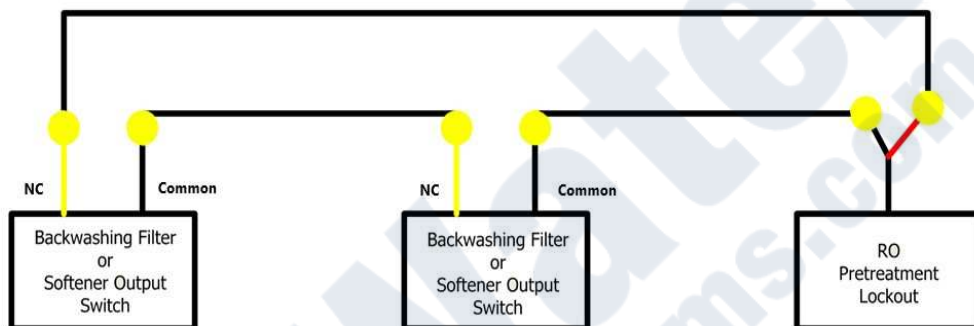 NC
Common
NC
Common
Backwashing Filter
or
Softener Output
Switch
Backwashing Filter
or
Softener Output
Switch
RO
Pretreatment
Lockout